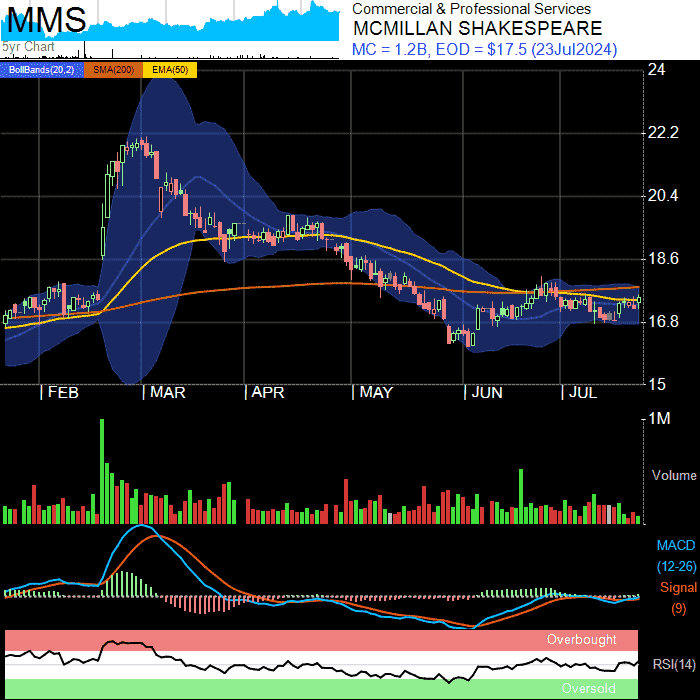 MMS
5yr Chart
Commercial & Professional Services
MCMILLAN SHAKESPEARE
MC = 1.2B, EOD = $17.5 (23Jul2024)
BollBands(20,2) SMA(200) EMA(50)
24
22.2
20.4
18.6
16.8
15
FEB MAR APR MAY JUN JUL
1M
Volume
MACD
(12-26)
Signal
(9)
Overbought
RSI(14)
Oversold